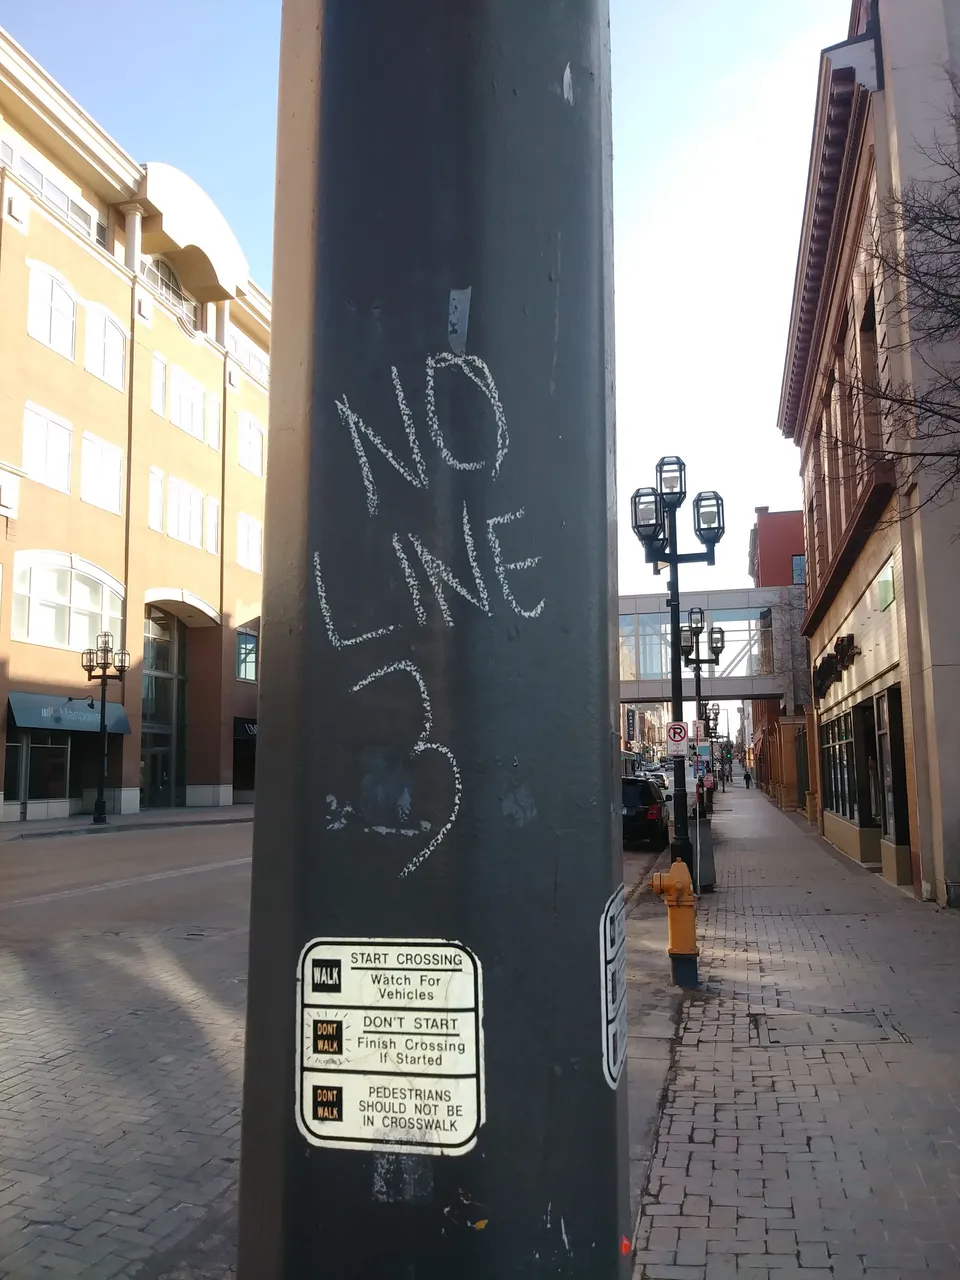 NO
LINE
3
WALK
START CROSSING
Watch For
Vehicles
DONT
WALK
DON'T START
Finish Crossing
If Started
DONT
WALK
PEDESTRIANS
SHOULD NOT BE
IN CROSSWALK